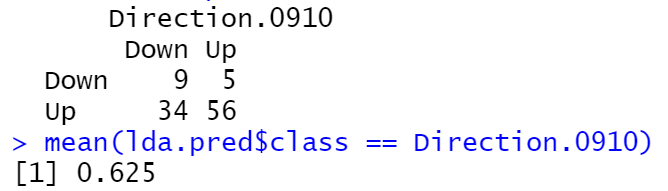 Direction.0910
Down Up
Down 9 5
Up 34 56
> mean(lda.pred$class == Direction.0910)
[1] 0.625